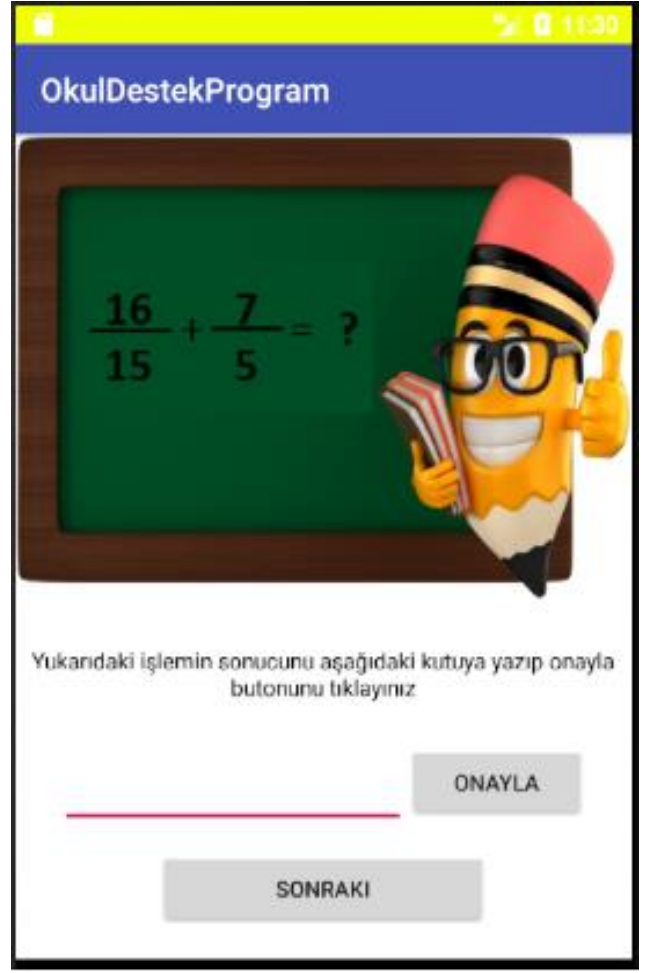 11:30
OkulDestekProgram
16/15 + 7/5 = ?
Yukarıdaki işlemin sonucunu aşağıdaki kutuya yazıp onayla
butonunu tıklayınız
ONAYLA
SONRAKI